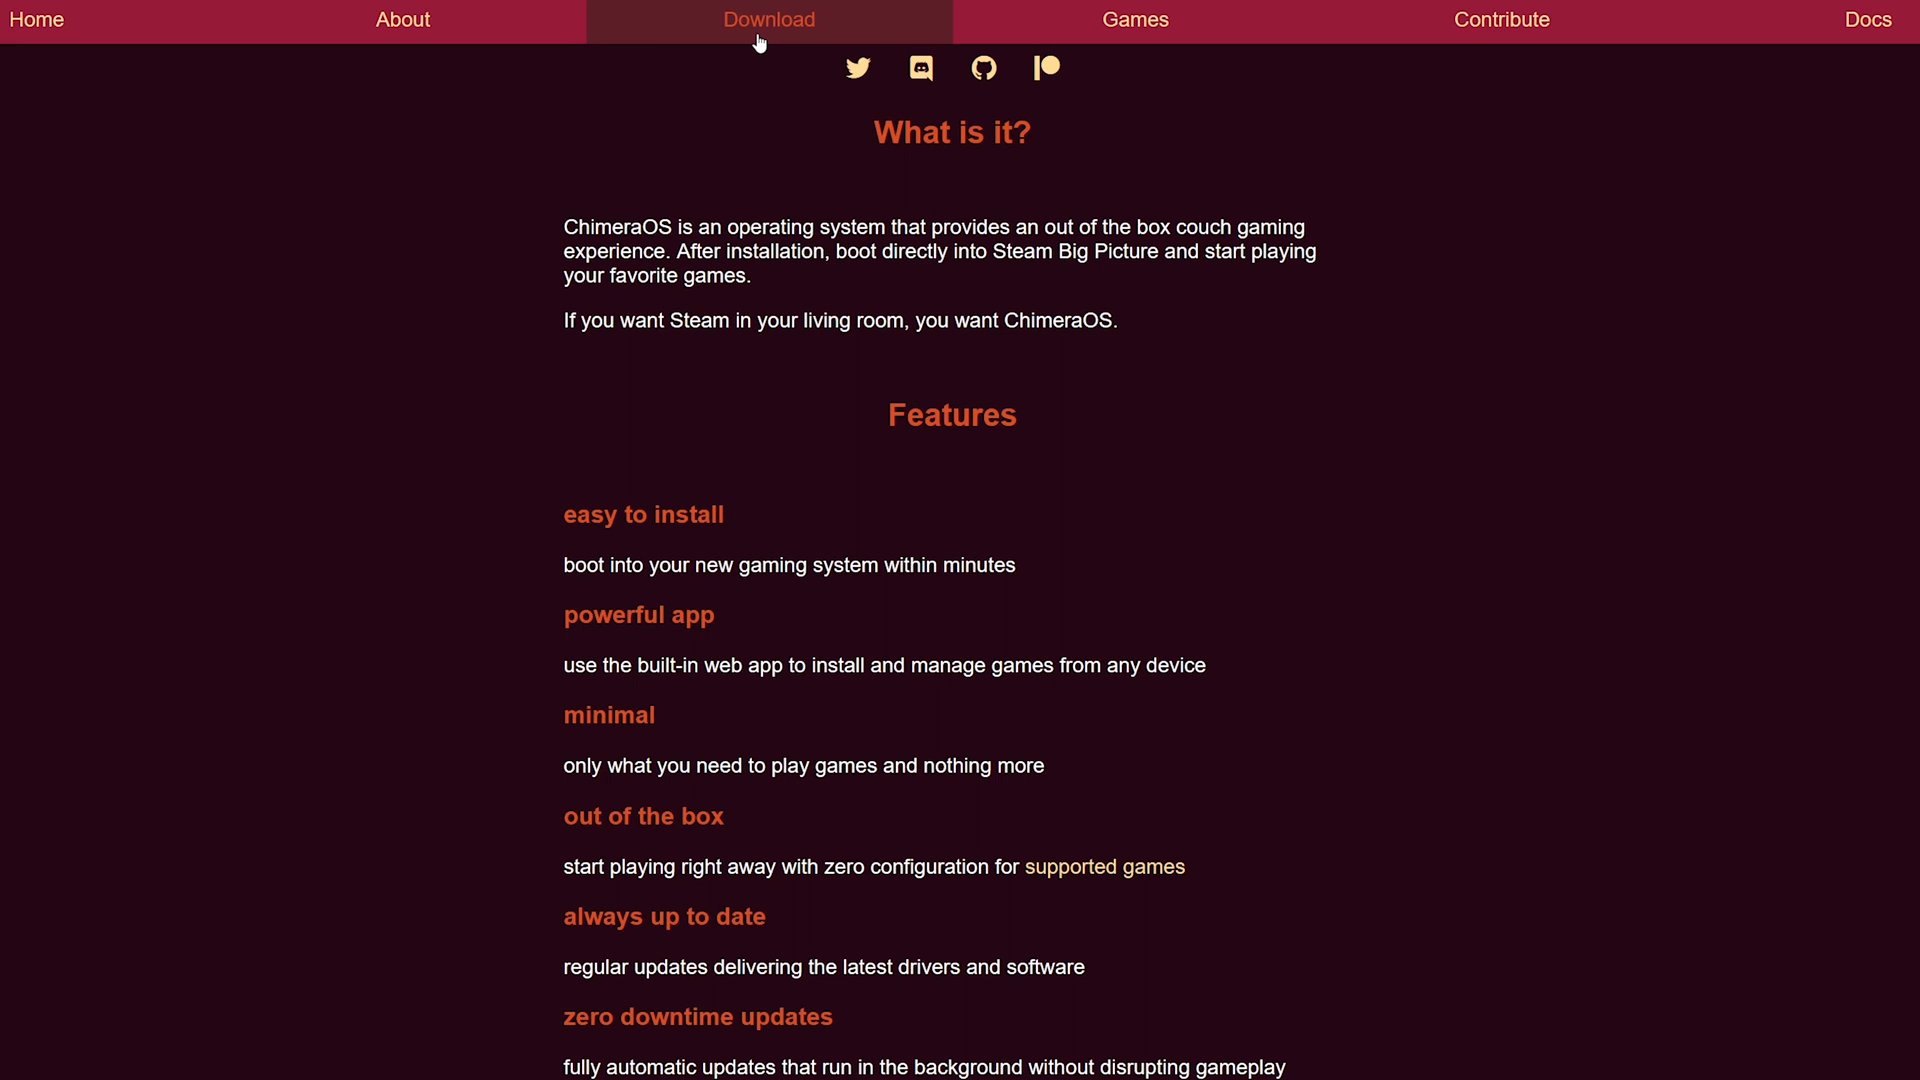 Home About Download Games Contribute Docs
What is it?
ChimeraOS is an operating system that provides an out of the box couch gaming
experience. After installation, boot directly into Steam Big Picture and start playing
your favorite games.
If you want Steam in your living room, you want ChimeraOS.
Features
easy to install
boot into your new gaming system within minutes
powerful app
use the built-in web app to install and manage games from any device
minimal
only what you need to play games and nothing more
out of the box
start playing right away with zero configuration for supported games
always up to date
regular updates delivering the latest drivers and software
zero downtime updates
fully automatic updates that run in the background without disrupting gameplay